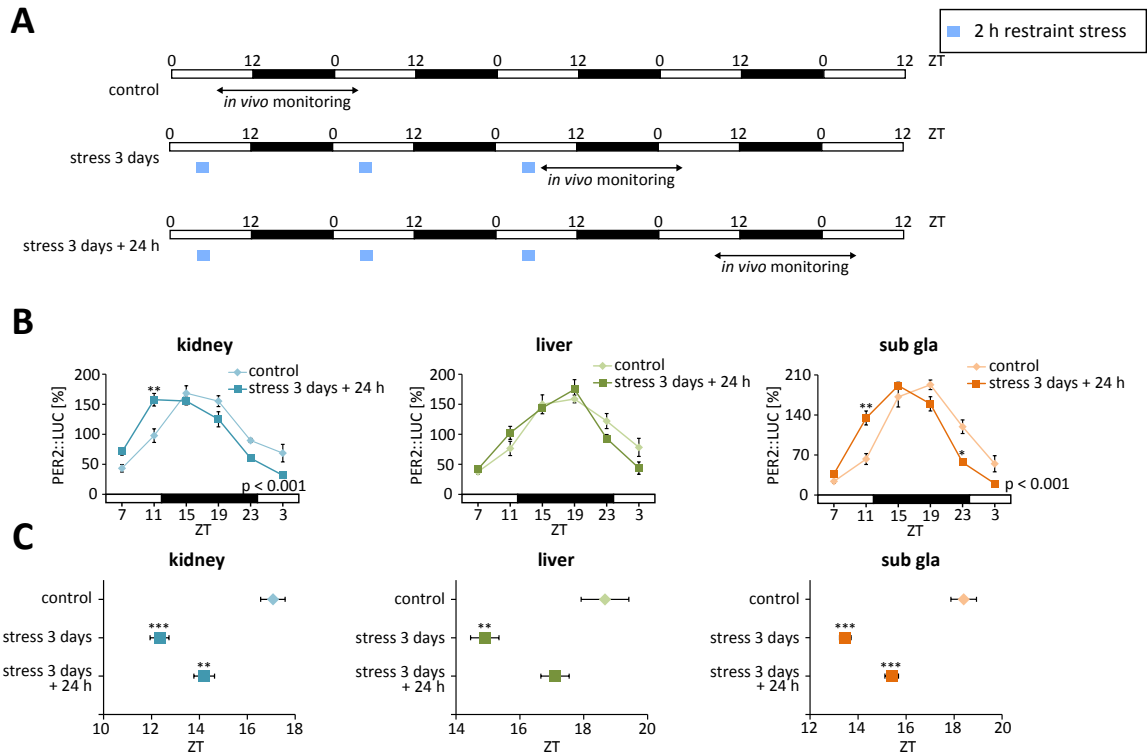 A
2 h restraint stress
0 12 0 12 0 12 0 12 0 12 ZT
control
in vivo monitoring
0 12 0 12 0 12 0 12 0 12 ZT
stress 3 days
in vivo monitoring
0 12 0 12 0 12 0 12 0 12 ZT
stress 3 days + 24 h
in vivo monitoring
B
kidney
control
stress 3 days + 24 h
PER2::LUC [%]
200
150
100
50
0
**
p < 0.001
7 11 15 19 23 3
ZT
liver
control
stress 3 days + 24 h
PER2::LUC [%]
200
150
100
50
0
7 11 15 19 23 3
ZT
sub gla
control
stress 3 days + 24 h
PER2::LUC [%]
210
140
70
0
**
*
p < 0.001
7 11 15 19 23 3
ZT
C
kidney
control
stress 3 days
***
stress 3 days
+ 24 h
**
10 12 14 16 18
ZT
liver
control
stress 3 days
**
stress 3 days
+ 24 h
14 16 18 20
ZT
sub gla
control
stress 3 days
***
stress 3 days
+ 24 h
***
12 14 16 18 20
ZT